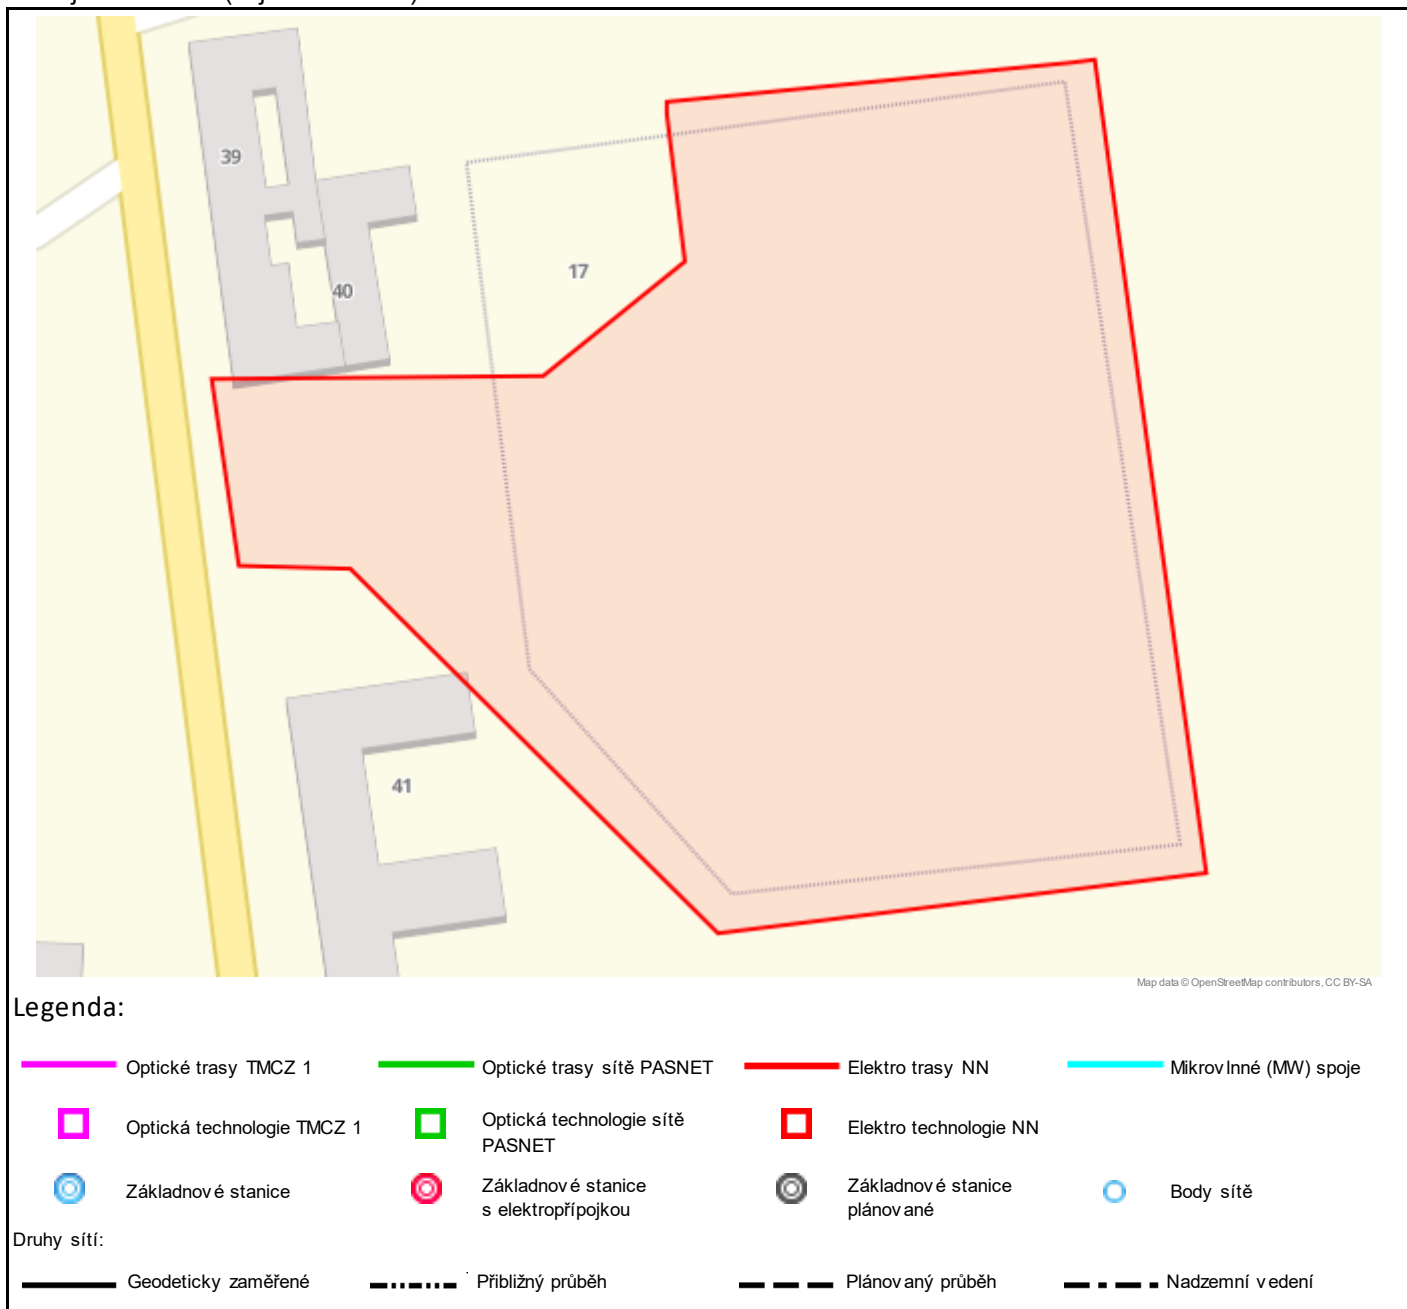 39
40
17
41
Map data © OpenStreetMap contributors, CC BY-SA
Legenda:
Optické trasy TMCZ 1
Optické trasy sítě PASNET
Elektro trasy NN
Mikrovlnné (MW) spoje
Optická technologie TMCZ 1
Optická technologie sítě
PASNET
Elektro technologie NN
Základnové stanice
Základnové stanice
s elektropřípojkou
Základnové stanice
plánované
Body sítě
Druhy sítí:
Geodeticky zaměřené
Přibližný průběh
Plánovaný průběh
Nadzemní vedení